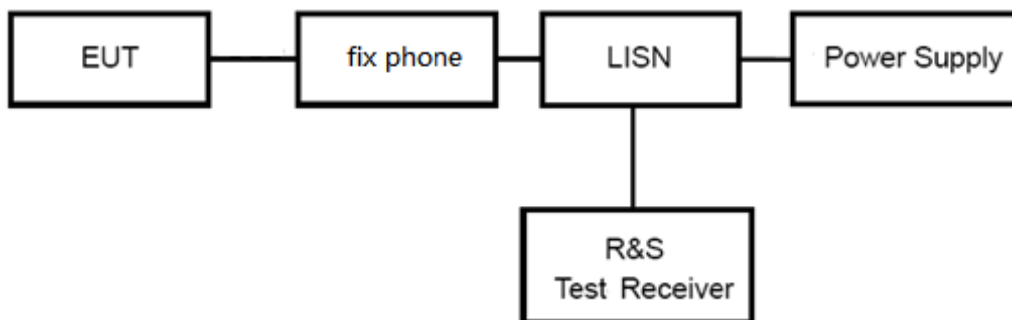 EUT
fix phone
LISN
Power Supply
R&S
Test Receiver